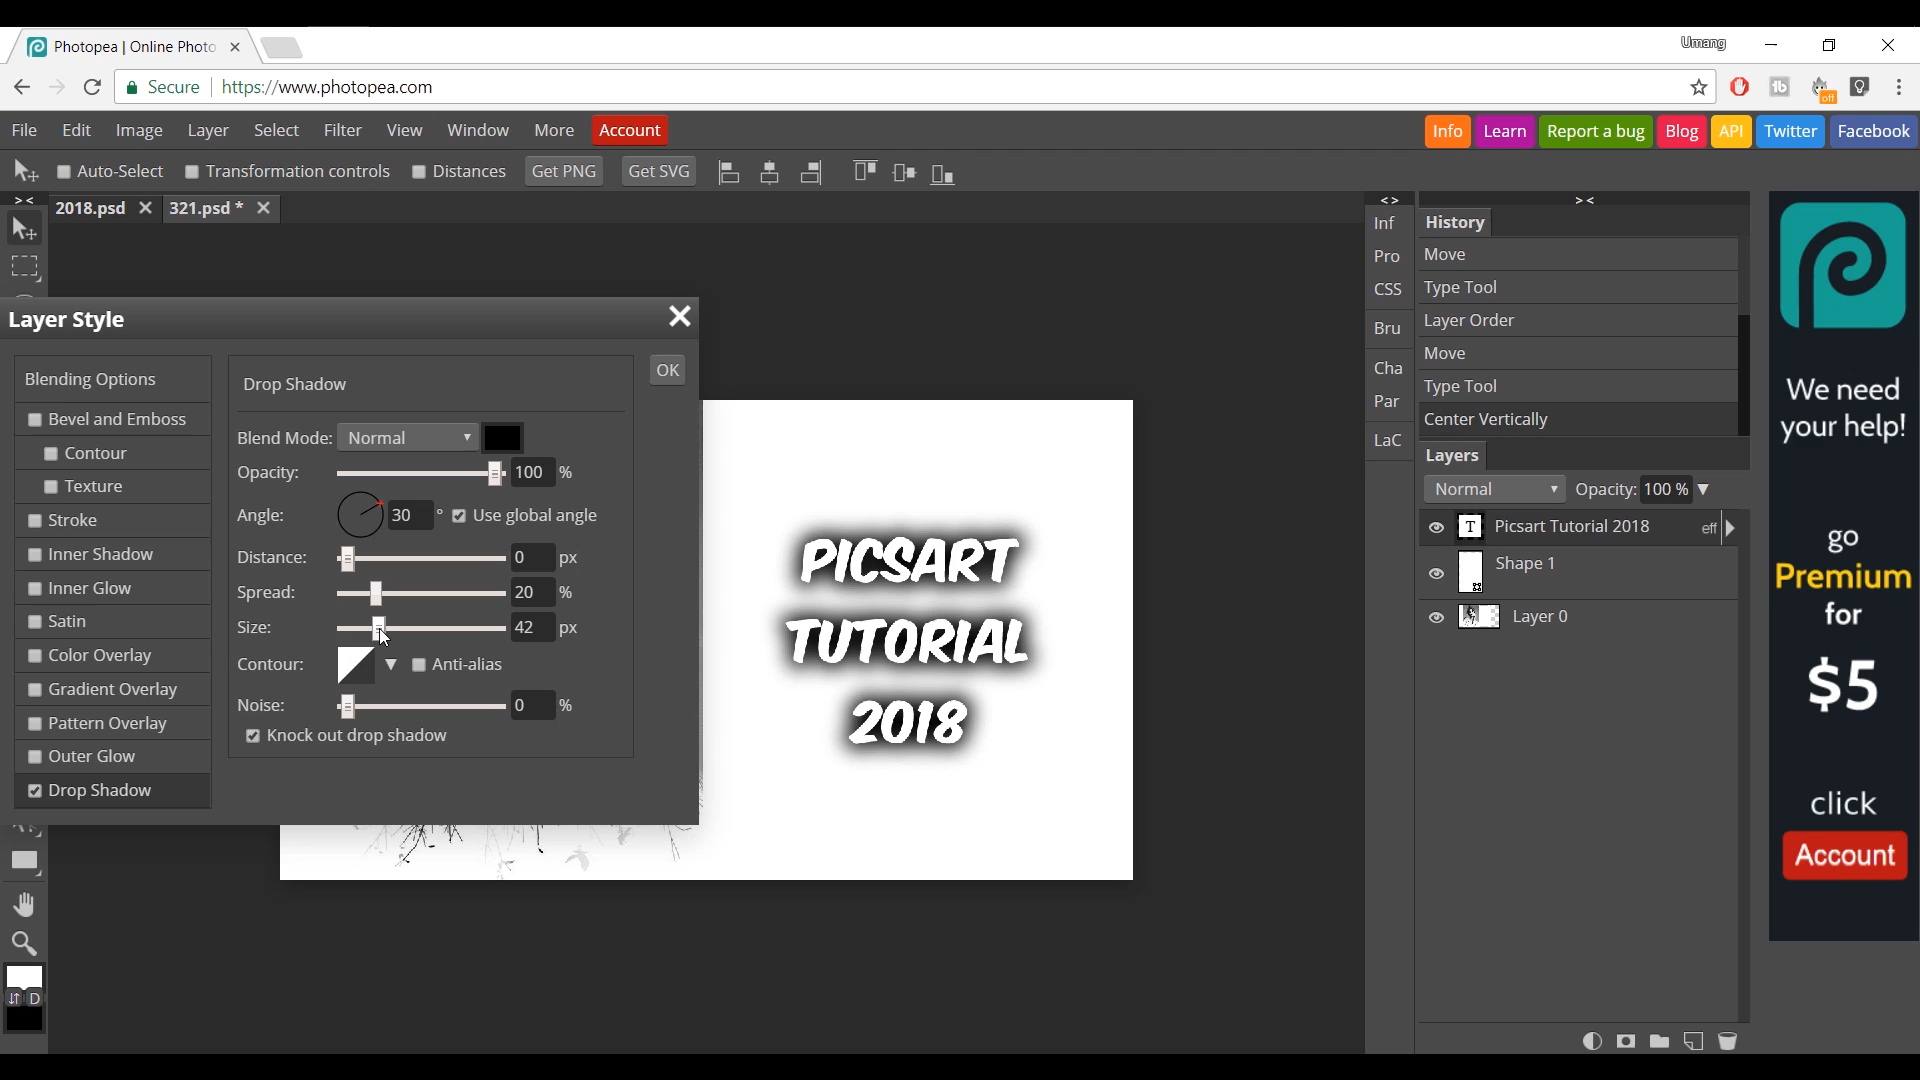 Photopea | Online Photo
Umang
Secure
https://www.photopea.com
off
File Edit Image Layer Select Filter View Window More Account
Info Learn Report a bug Blog API Twitter Facebook
Auto-Select Transformation controls Distances Get PNG Get SVG
> <
2018.psd
321.psd *
< >
> <
Inf
Pro
CSS
Bru
Cha
Par
LaC
History
Move
Type Tool
Layer Order
Move
Type Tool
Center Vertically
Layers
Normal Opacity: 100 %
T Picsart Tutorial 2018 eff
Shape 1
Layer 0
Layer Style
Blending Options
Bevel and Emboss
Contour
Texture
Stroke
Inner Shadow
Inner Glow
Satin
Color Overlay
Gradient Overlay
Pattern Overlay
Outer Glow
Drop Shadow
Drop Shadow
OK
Blend Mode: Normal
Opacity: 100 %
Angle: 30 ° Use global angle
Distance: 0 px
Spread: 20 %
Size: 42 px
Contour: Anti-alias
Noise: 0 %
Knock out drop shadow
PICSART
TUTORIAL
2018
D
We need
your help!
go
Premium
for
$5
click
Account